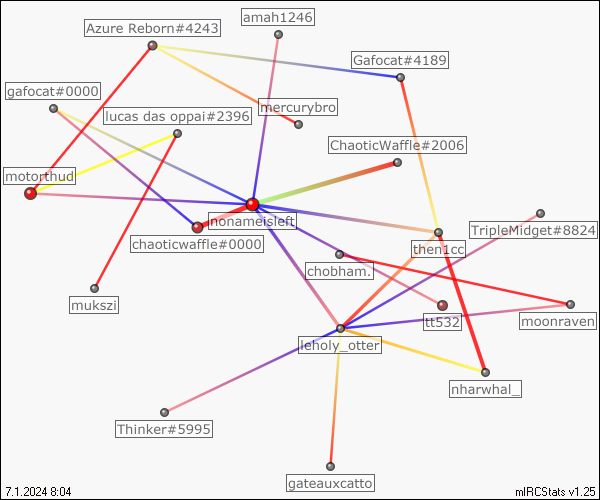 amah1246
Azure Reborn#4243
Gafocat#4189
gafocat#0000
mercurybro
lucas das oppai#2396
ChaoticWaffle#2006
motorthud
nonameisleft
TripleMidget#8824
chaoticwaffle#0000
then1cc
chobham.
mukszi
tt532
moonraven
leholy_otter
nharwhal_
Thinker#5995
gateauxcatto
7.1.2024 8:04
mIRCStats v1.25